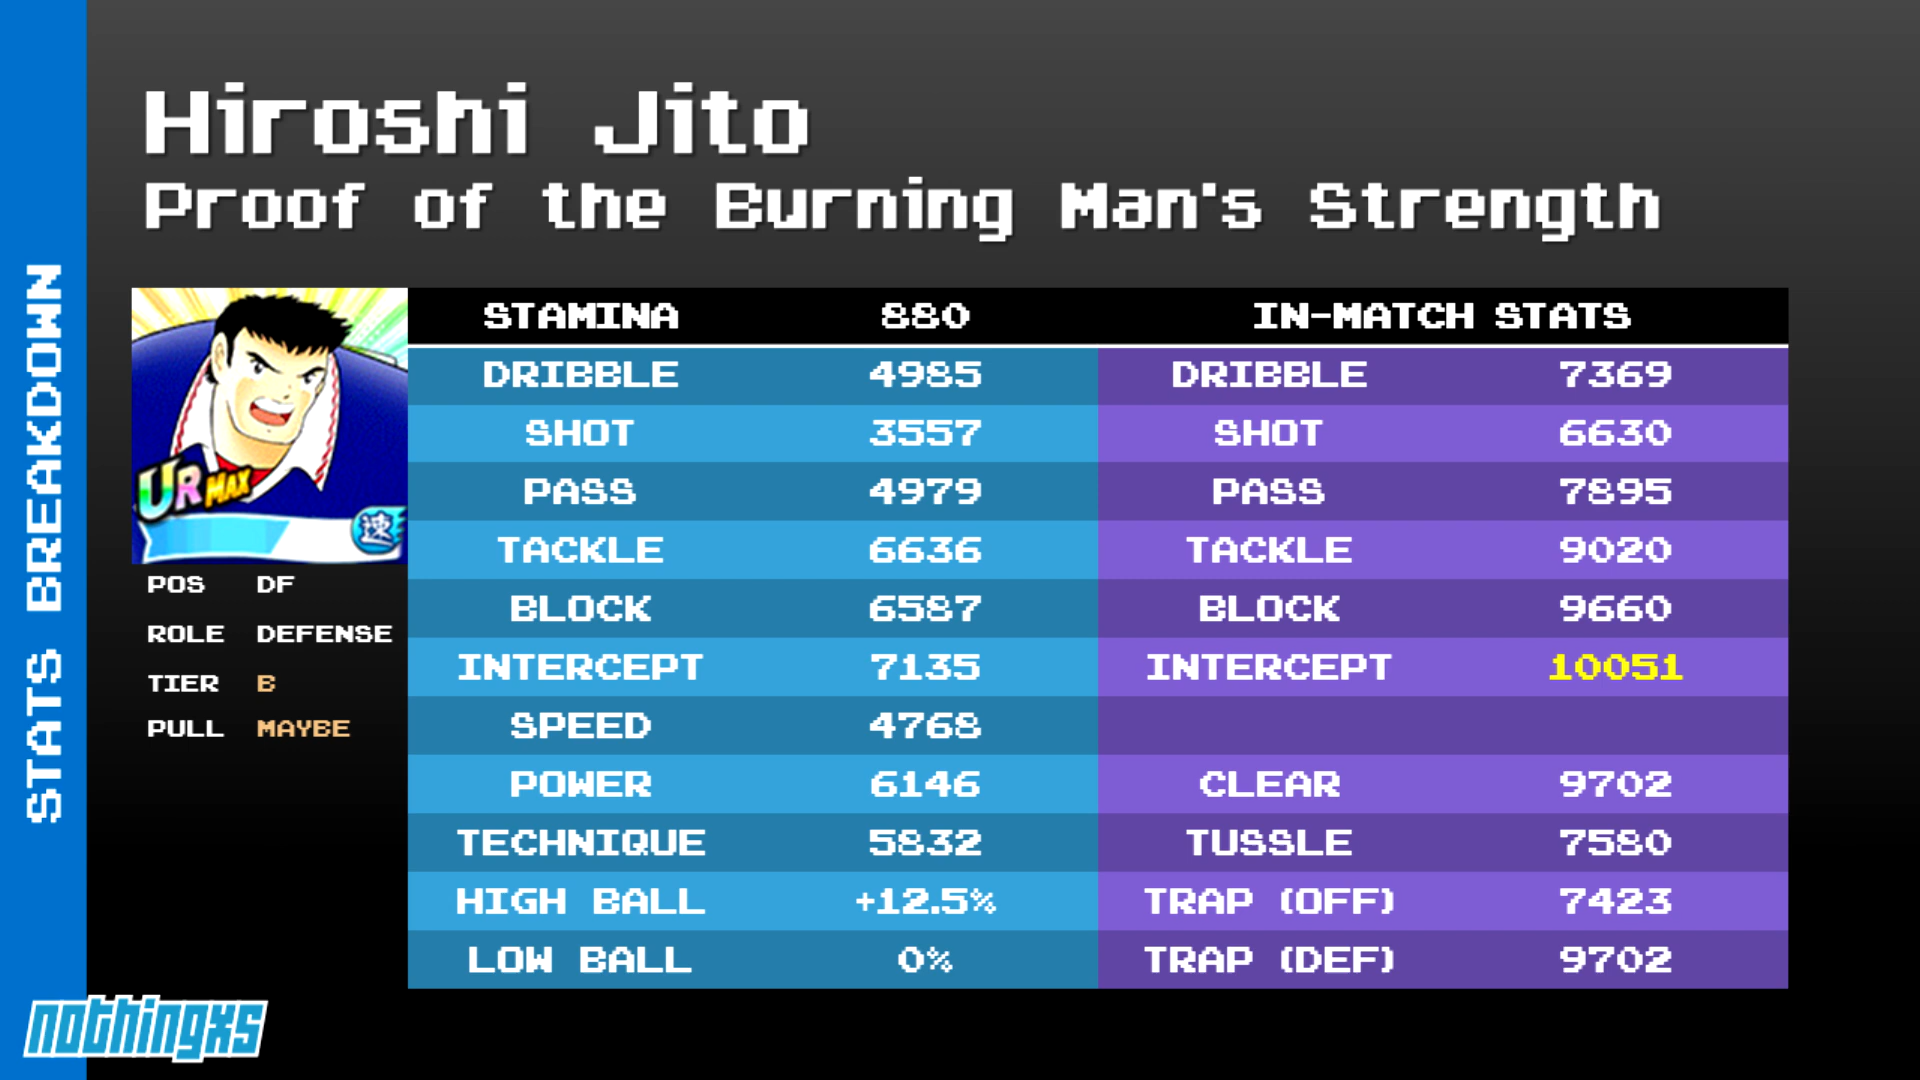 STATS BREAKDOWN
Hiroshi Jito
Proof of the Burning Man's Strength
UR MAX
速
POS DF
ROLE DEFENSE
TIER B
PULL MAYBE
STAMINA 880 IN-MATCH STATS
DRIBBLE 4985 DRIBBLE 7369
SHOT 3557 SHOT 6630
PASS 4979 PASS 7895
TACKLE 6636 TACKLE 9020
BLOCK 6587 BLOCK 9660
INTERCEPT 7135 INTERCEPT 10051
SPEED 4768
POWER 6146 CLEAR 9702
TECHNIQUE 5832 TUSSLE 7580
HIGH BALL +12.5% TRAP (OFF) 7423
LOW BALL 0% TRAP (DEF) 9702
nothingxs